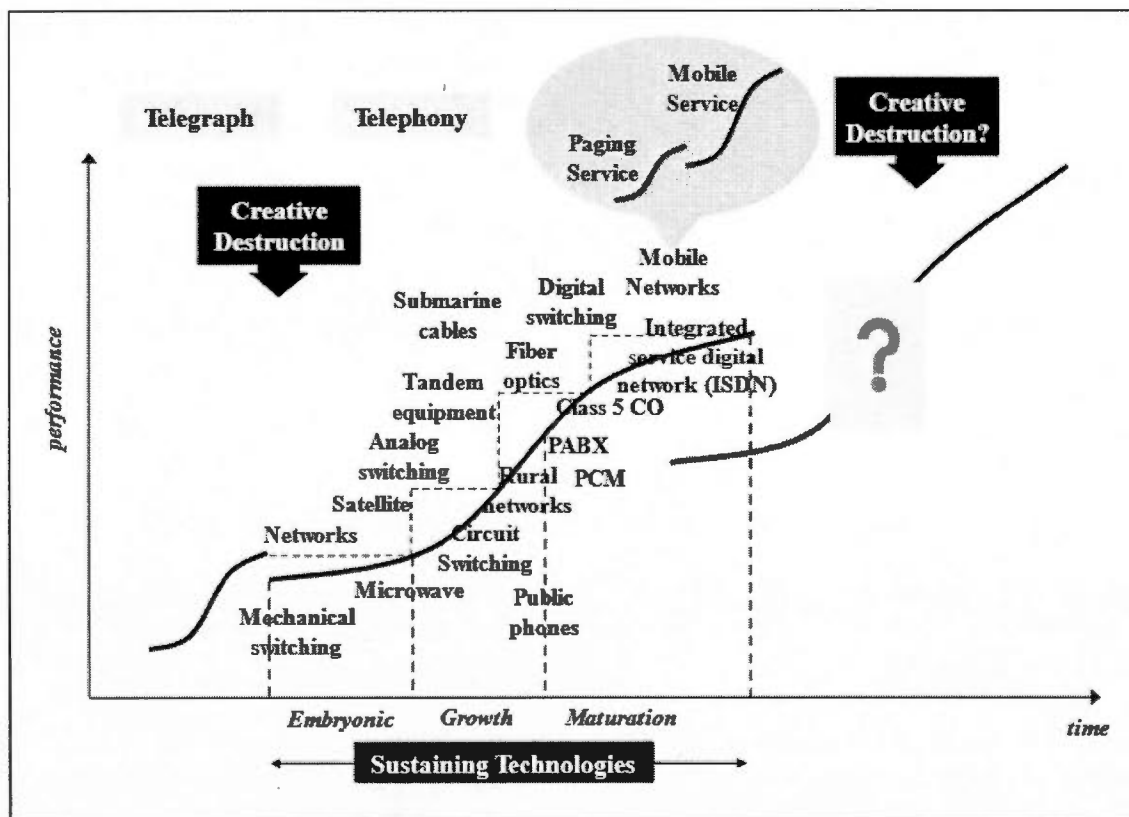 Telegraph
Telephony
Mobile
Service
Paging
Service
Creative
Destruction?
Creative
Destruction
performance
Submarine
cables
Digital
switching
Mobile
Networks
Fiber
optics
Integrated
service digital
network (ISDN)
Tandem
equipment
Class 5 CO
Analog
switching
PABX
PCM
Rural
networks
Satellite
Networks
Circuit
Switching
Microwave
Mechanical
switching
Public
phones
?
Embryonic
Growth
Maturation
time
Sustaining Technologies